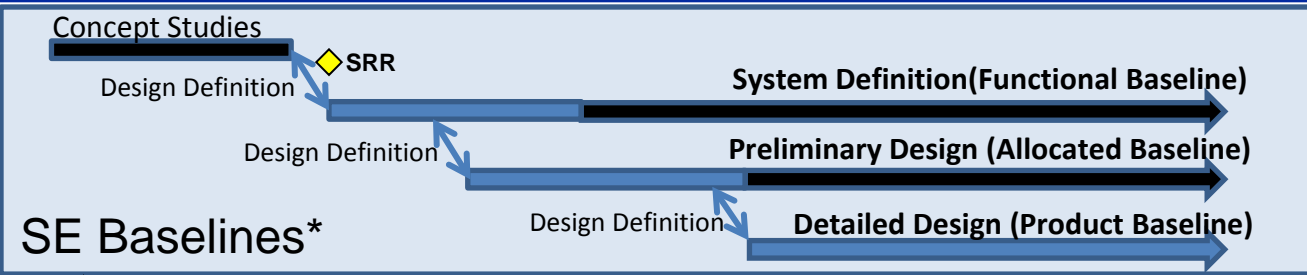 Concept Studies
SRR
Design Definition
System Definition(Functional Baseline)
Design Definition
Preliminary Design (Allocated Baseline)
Design Definition
Detailed Design (Product Baseline)
SE Baselines*